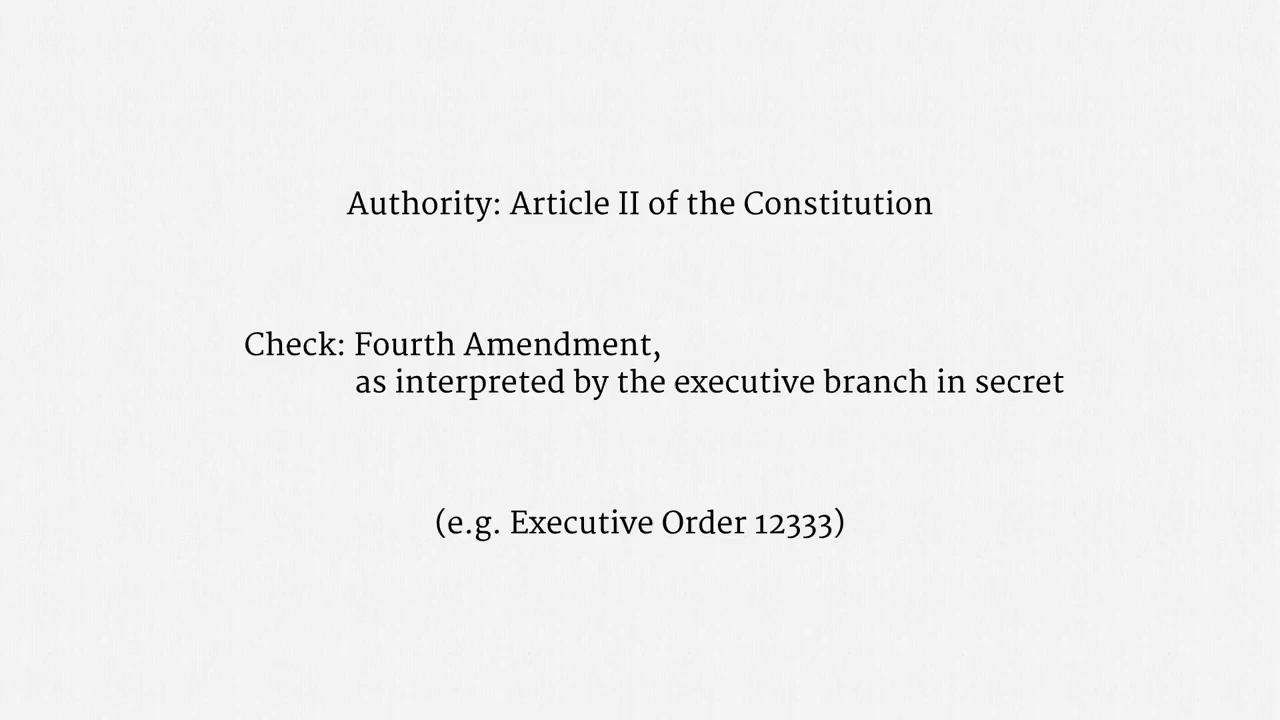 Authority: Article II of the Constitution
Check: Fourth Amendment,
as interpreted by the executive branch in secret
(e.g. Executive Order 12333)